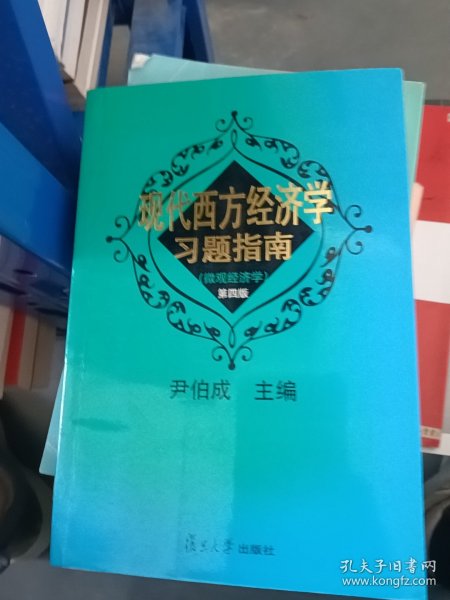 现代西方经济学
习题指南
(微观经济学)
第四版
尹伯成 主编
复旦大学出版社
孔夫子旧书网
www.kongfz.com